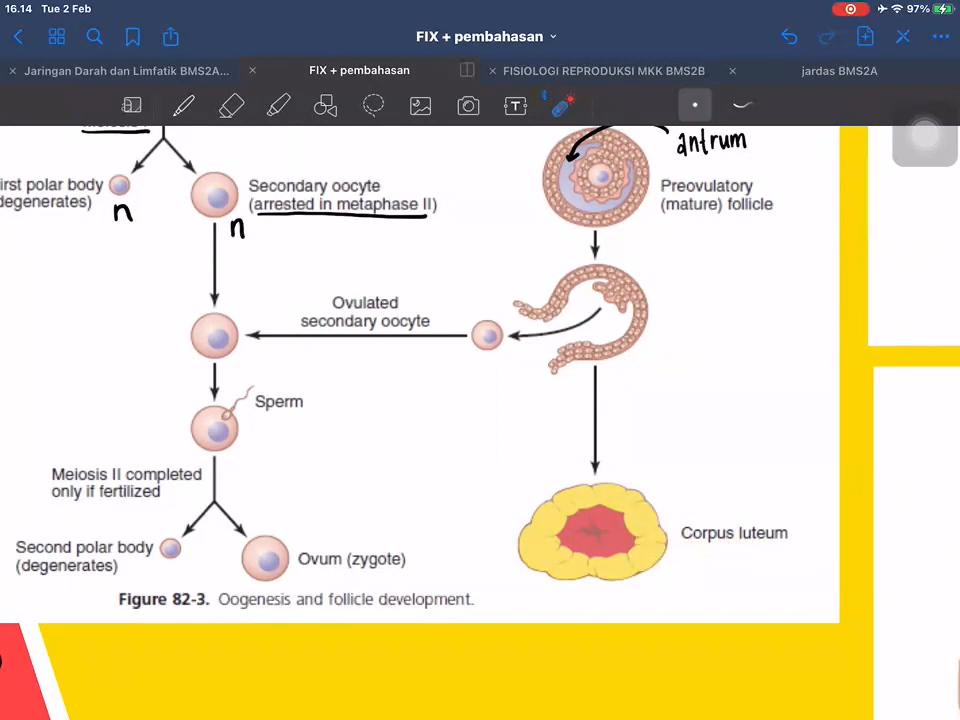 16.14 Tue 2 Feb
97%
FIX + pembahasan
Jaringan Darah dan Limfatik BMS2A...
FIX + pembahasan
FISIOLOGI REPRODUKSI MKK BMS2B
jardas BMS2A
antrum
irst polar body
degenerates)
n
Secondary oocyte
(arrested in metaphase II)
n
Preovulatory
(mature) follicle
Ovulated
secondary oocyte
Sperm
Meiosis II completed
only if fertilized
Second polar body
(degenerates)
Ovum (zygote)
Corpus luteum
Figure 82-3. Oogenesis and follicle development.